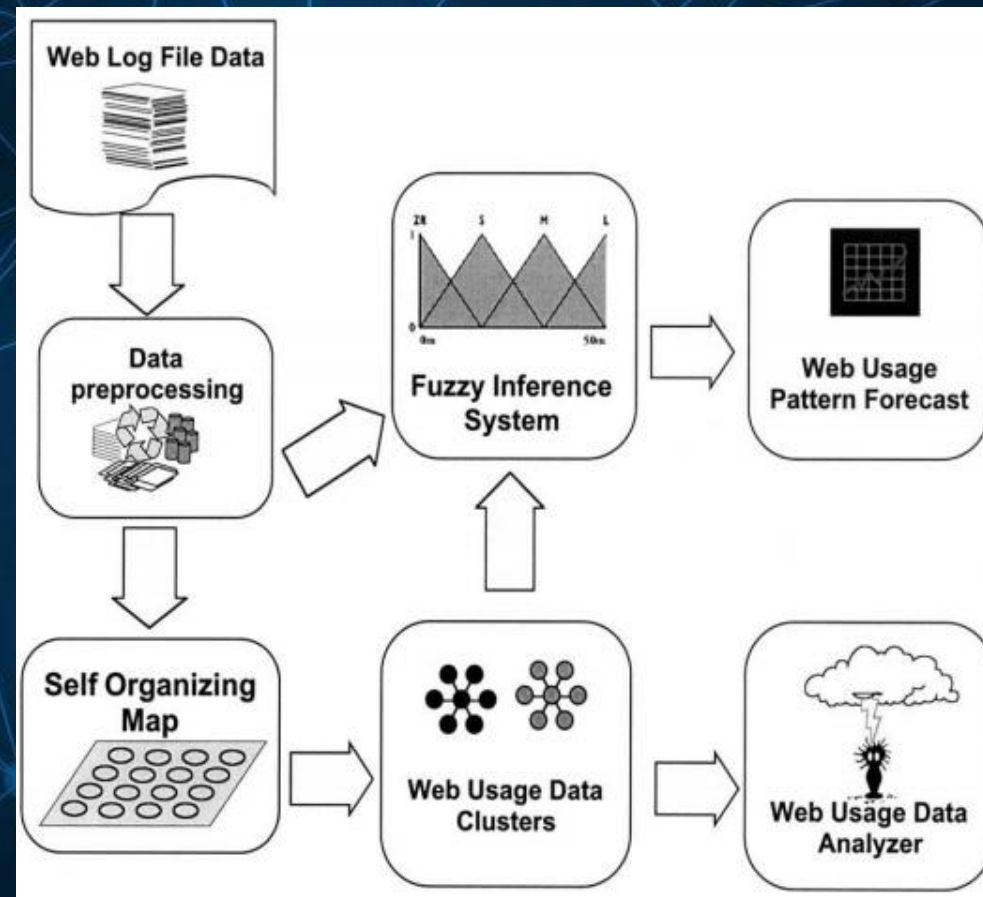 Web Log File Data
ZR S M L
1
0
0m 50m
Fuzzy Inference
System
Web Usage
Pattern Forecast
Data
preprocessing
Self Organizing
Map
Web Usage Data
Clusters
Web Usage Data
Analyzer